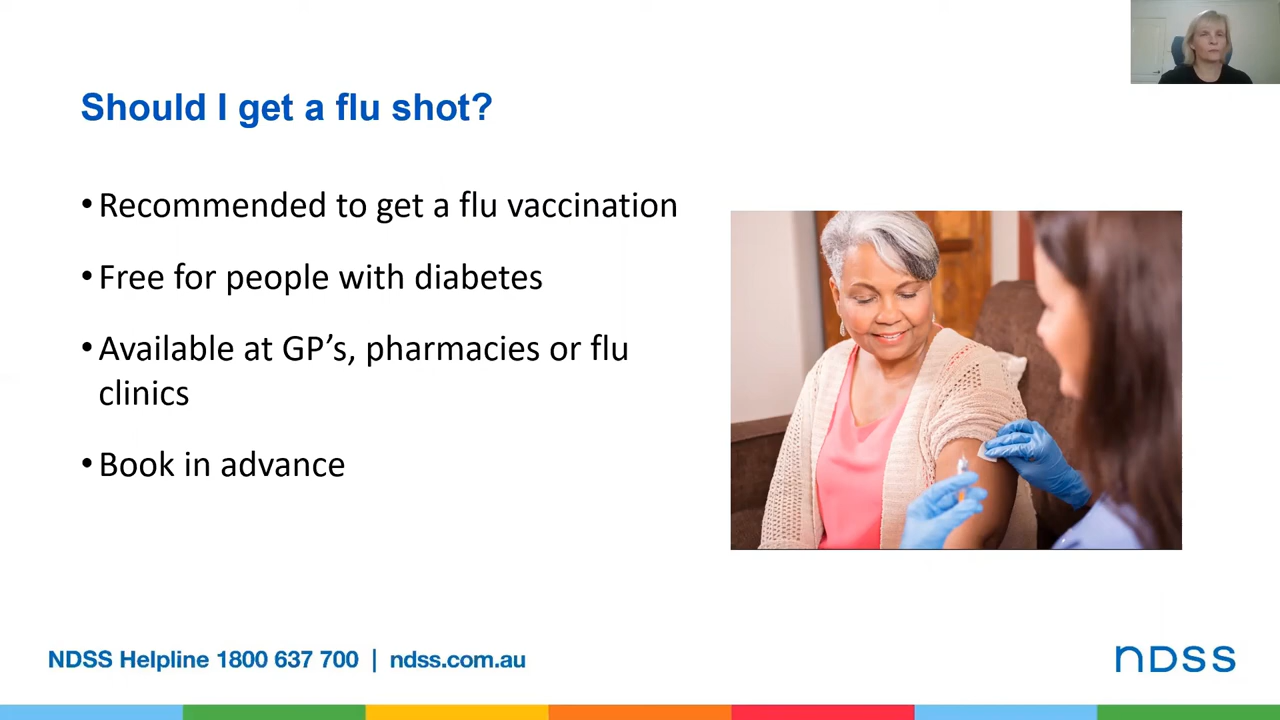 Should I get a flu shot?
•Recommended to get a flu vaccination
•Free for people with diabetes
•Available at GP’s, pharmacies or flu
clinics
•Book in advance
NDSS Helpline 1800 637 700 | ndss.com.au
ndss